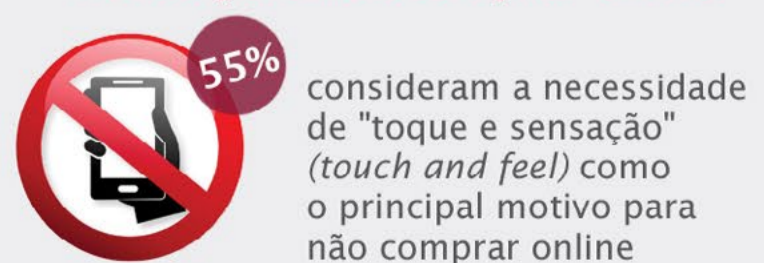 55%
consideram a necessidade
de "toque e sensação"
(touch and feel) como
o principal motivo para
não comprar online